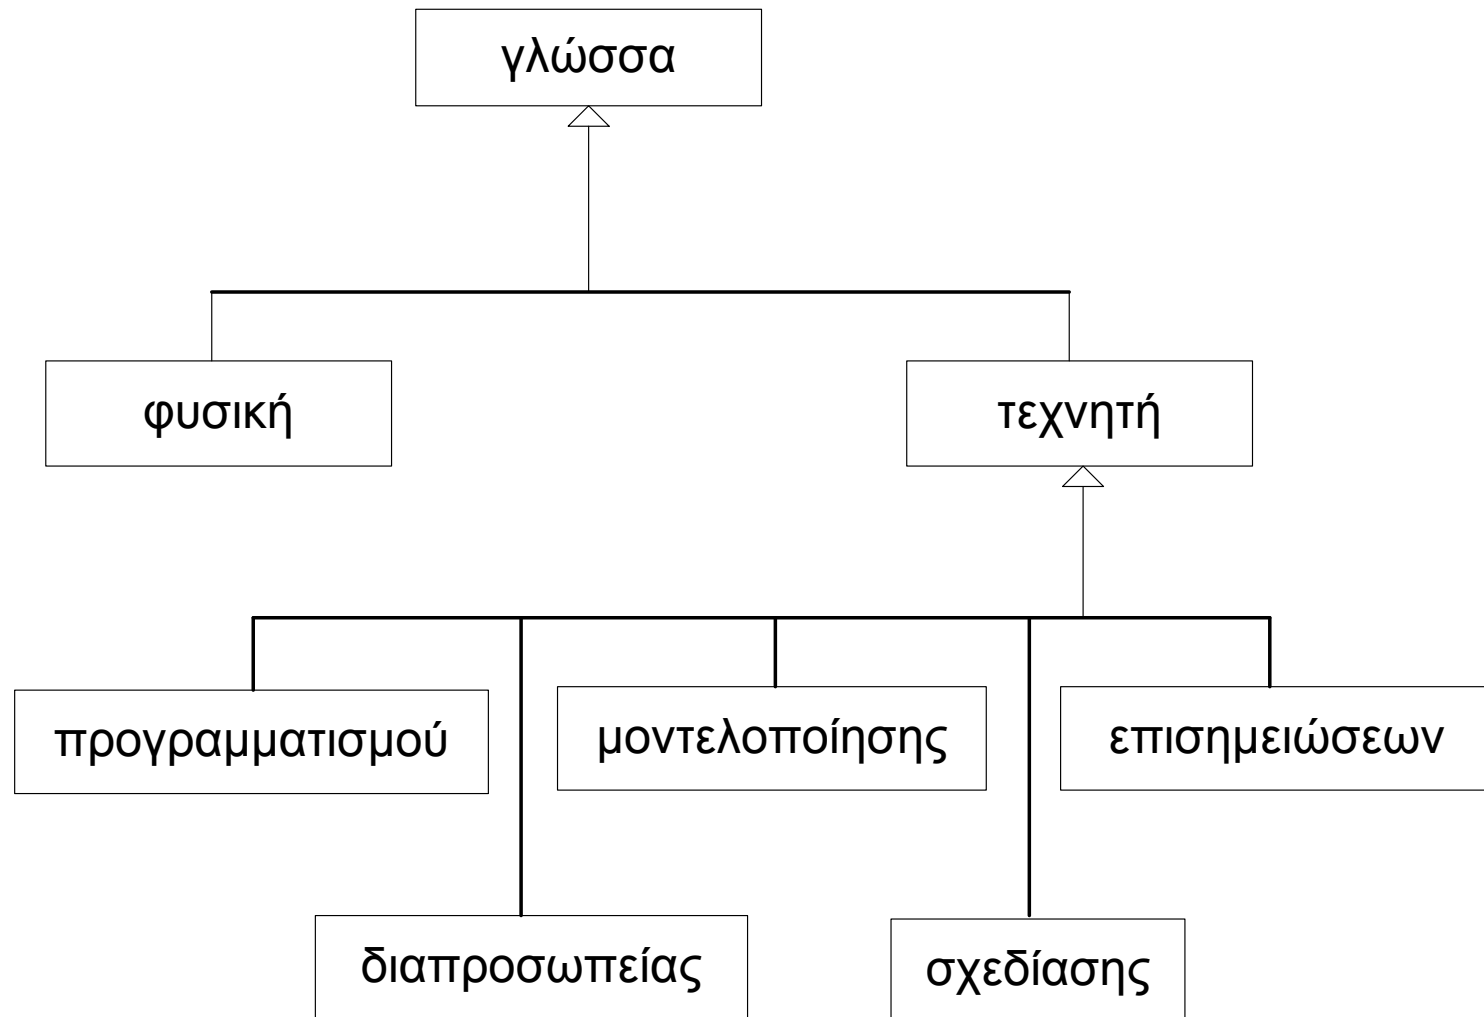 γλώσσα
φυσική
τεχνητή
προγραμματισμού
μοντελοποίησης
επισημειώσεων
διαπροσωπείας
σχεδίασης